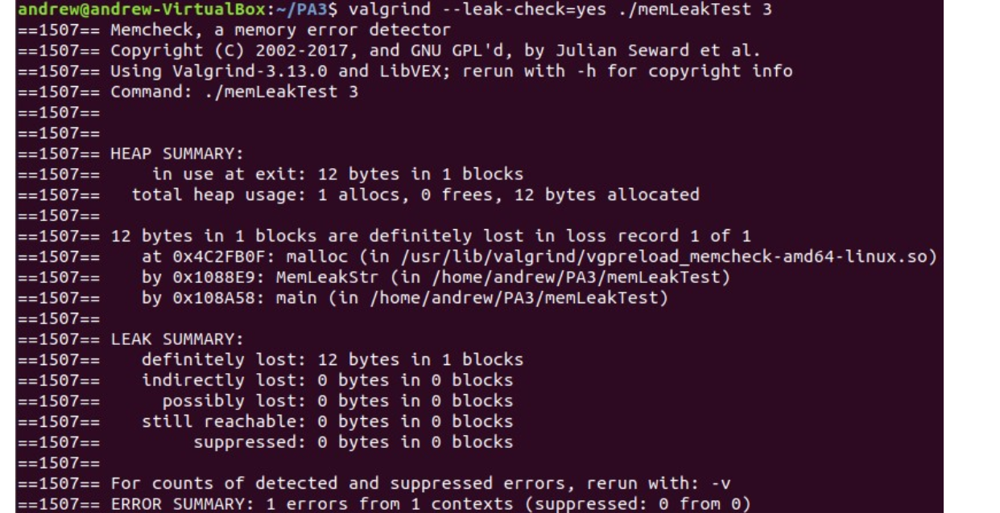 andrew@andrew-VirtualBox:~/PA3$ valgrind --leak-check=yes ./memLeakTest 3
==1507== Memcheck, a memory error detector
==1507== Copyright (C) 2002-2017, and GNU GPL'd, by Julian Seward et al.
==1507== Using Valgrind-3.13.0 and LibVEX; rerun with -h for copyright info
==1507== Command: ./memLeakTest 3
==1507==
==1507==
==1507== HEAP SUMMARY:
==1507==     in use at exit: 12 bytes in 1 blocks
==1507==   total heap usage: 1 allocs, 0 frees, 12 bytes allocated
==1507==
==1507== 12 bytes in 1 blocks are definitely lost in loss record 1 of 1
==1507==    at 0x4C2FB0F: malloc (in /usr/lib/valgrind/vgpreload_memcheck-amd64-linux.so)
==1507==    by 0x1088E9: MemLeakStr (in /home/andrew/PA3/memLeakTest)
==1507==    by 0x108A58: main (in /home/andrew/PA3/memLeakTest)
==1507==
==1507== LEAK SUMMARY:
==1507==    definitely lost: 12 bytes in 1 blocks
==1507==    indirectly lost: 0 bytes in 0 blocks
==1507==      possibly lost: 0 bytes in 0 blocks
==1507==    still reachable: 0 bytes in 0 blocks
==1507==         suppressed: 0 bytes in 0 blocks
==1507==
==1507== For counts of detected and suppressed errors, rerun with: -v
==1507== ERROR SUMMARY: 1 errors from 1 contexts (suppressed: 0 from 0)